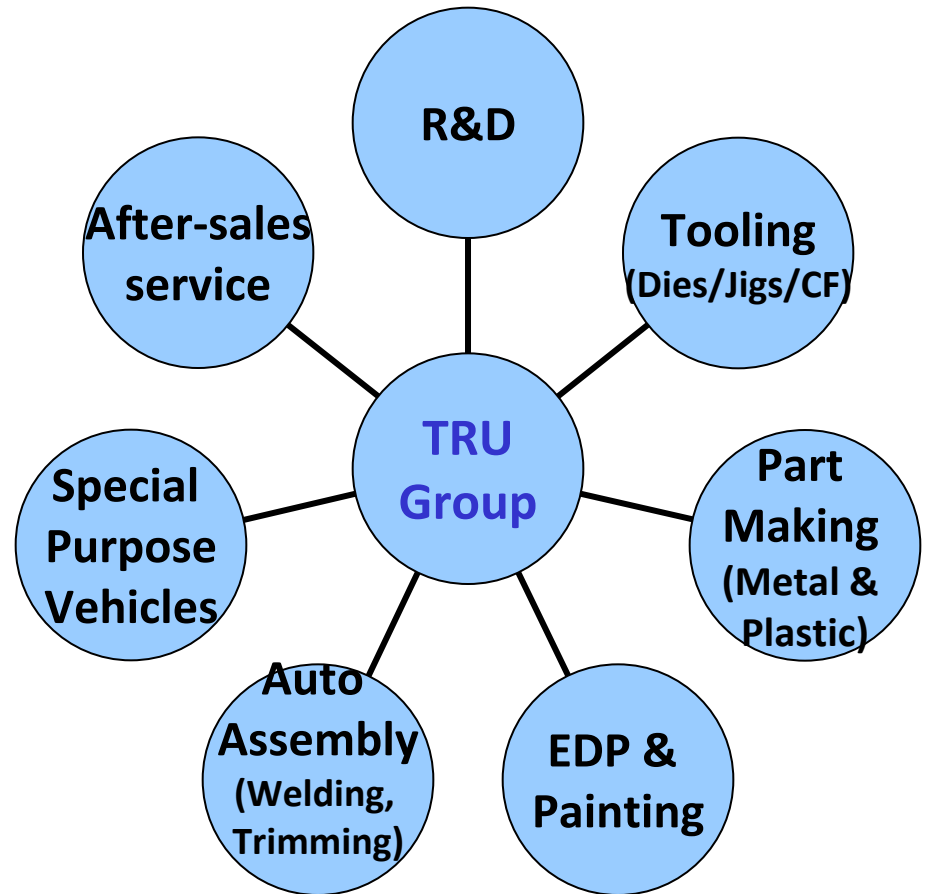 R&D
Tooling
(Dies/Jigs/CF)
Part
Making
(Metal &
Plastic)
EDP &
Painting
Auto
Assembly
(Welding,
Trimming)
Special
Purpose
Vehicles
After-sales
service
TRU
Group